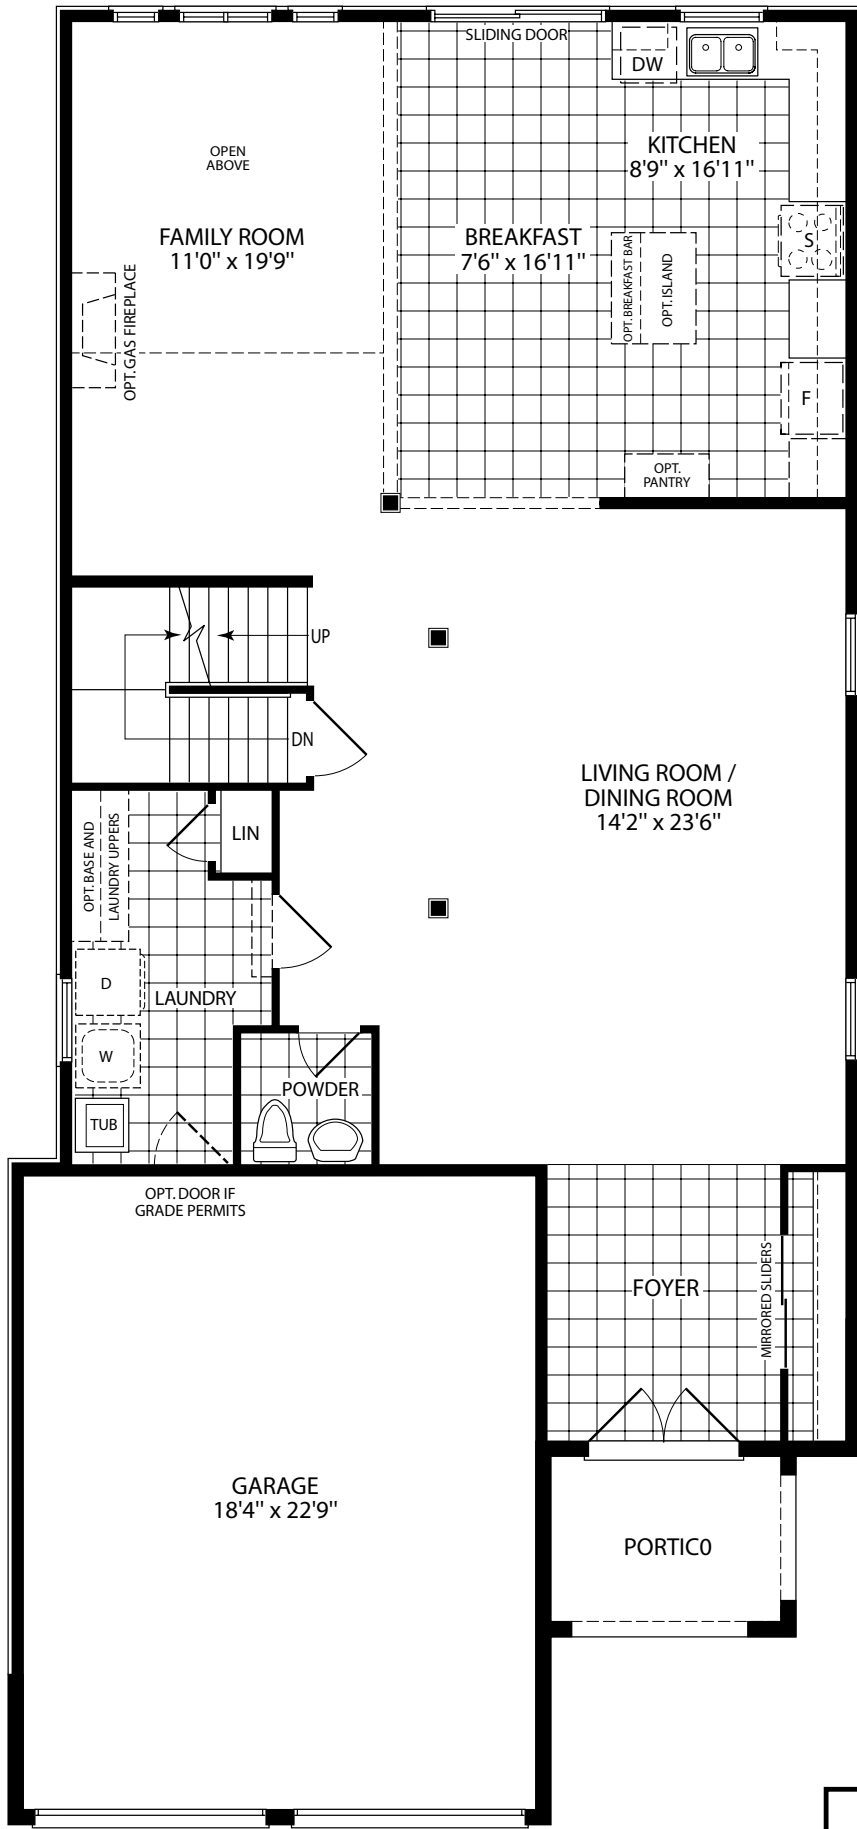 SLIDING DOOR
DW
KITCHEN
8'9" x 16'11"
OPEN
ABOVE
FAMILY ROOM
11'0" x 19'9"
BREAKFAST
7'6" x 16'11"
S
OPT. BREAKFAST BAR
OPT. ISLAND
OPT. GAS FIREPLACE
F
OPT.
PANTRY
UP
DN
LIVING ROOM /
DINING ROOM
14'2" x 23'6"
LIN
OPT. BASE AND
LAUNDRY UPPERS
D
LAUNDRY
W
POWDER
TUB
OPT. DOOR IF
GRADE PERMITS
FOYER
MIRRORED SLIDERS
GARAGE
18'4" x 22'9"
PORTIC0